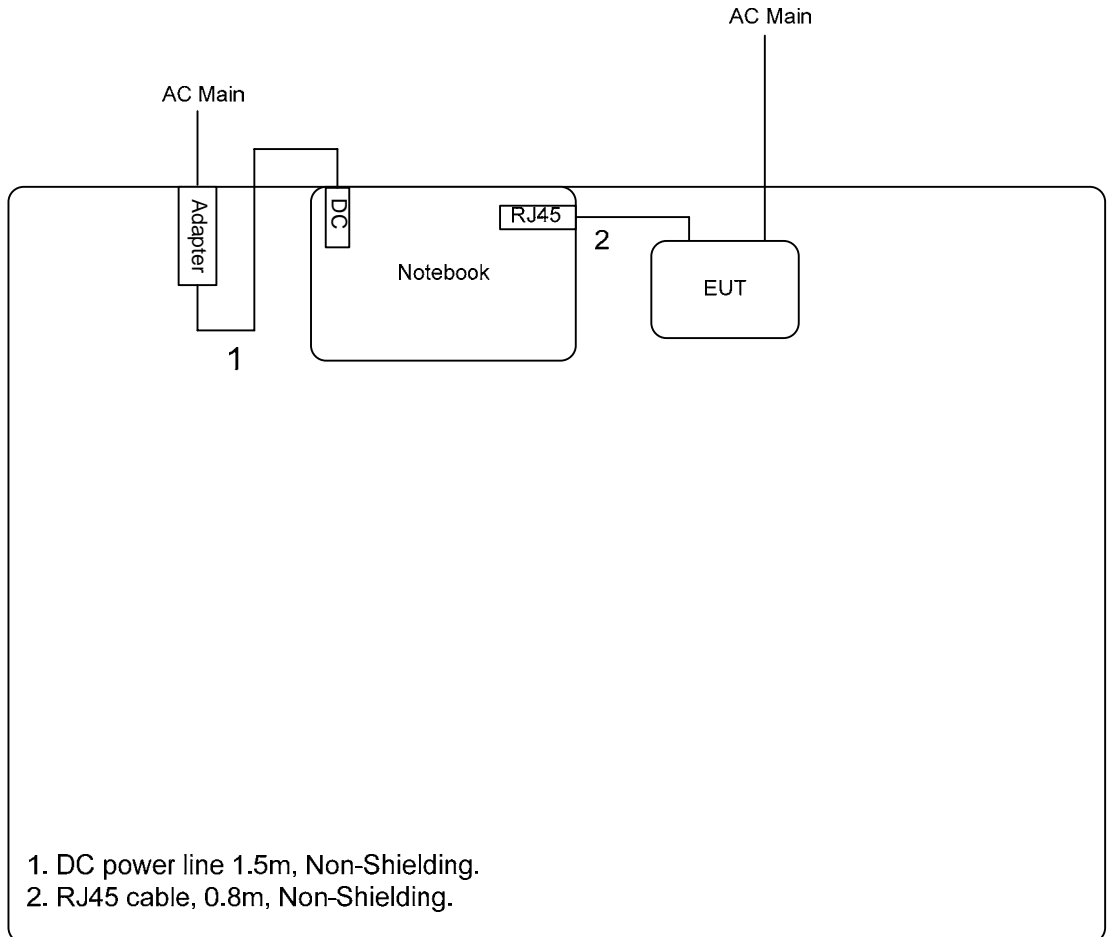 AC Main
AC Main
Adapter
DC
RJ45
2
Notebook
EUT
1
1. DC power line 1.5m, Non-Shielding.
2. RJ45 cable, 0.8m, Non-Shielding.